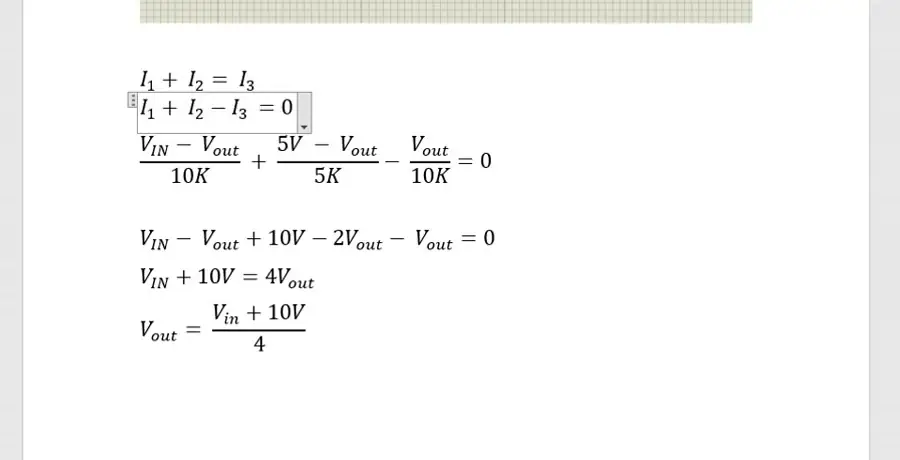 I₁ + I₂ = I₃
I₁ + I₂ − I₃ = 0
(V_IN − V_out)/10K + (5V − V_out)/5K − V_out/10K = 0
V_IN − V_out + 10V − 2V_out − V_out = 0
V_IN + 10V = 4V_out
V_out = (V_in + 10V)/4